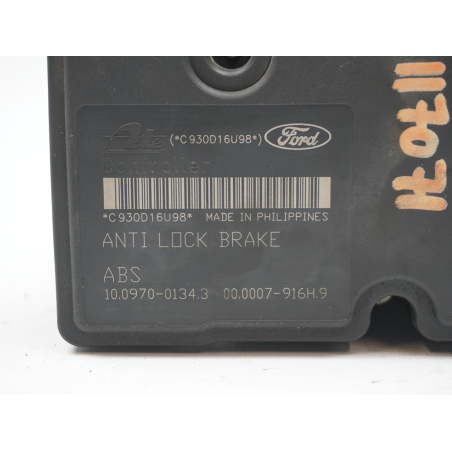 Ate (*C930D16U98*) Ford
Controller
*C930D16U98* MADE IN PHILIPPINES
ANTI LOCK BRAKE
ABS
10.0970-0134.3 00.0007-916H.9